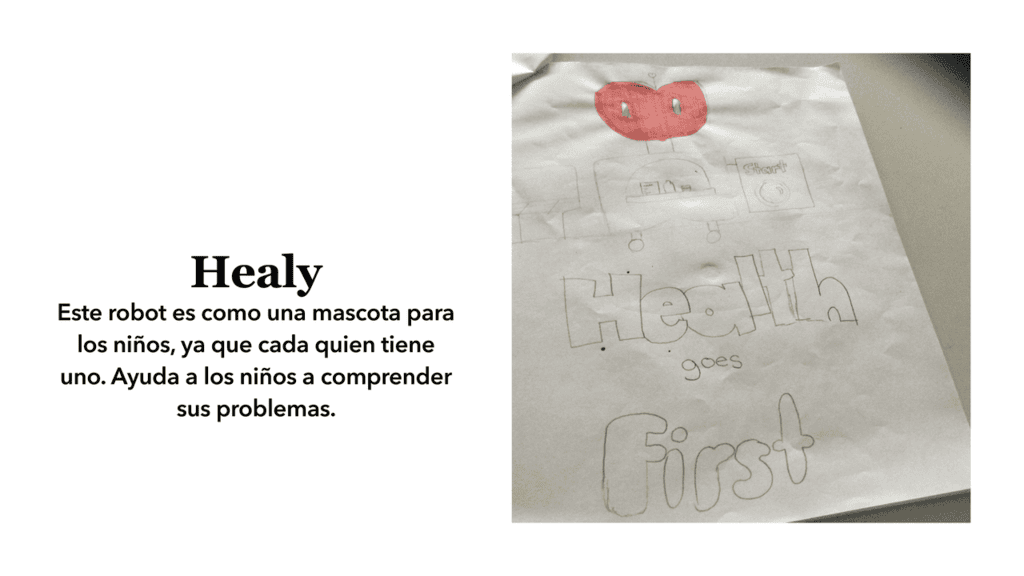 Healy
Este robot es como una mascota para
los niños, ya que cada quien tiene
uno. Ayuda a los niños a comprender
sus problemas.
Start
Health
goes
First